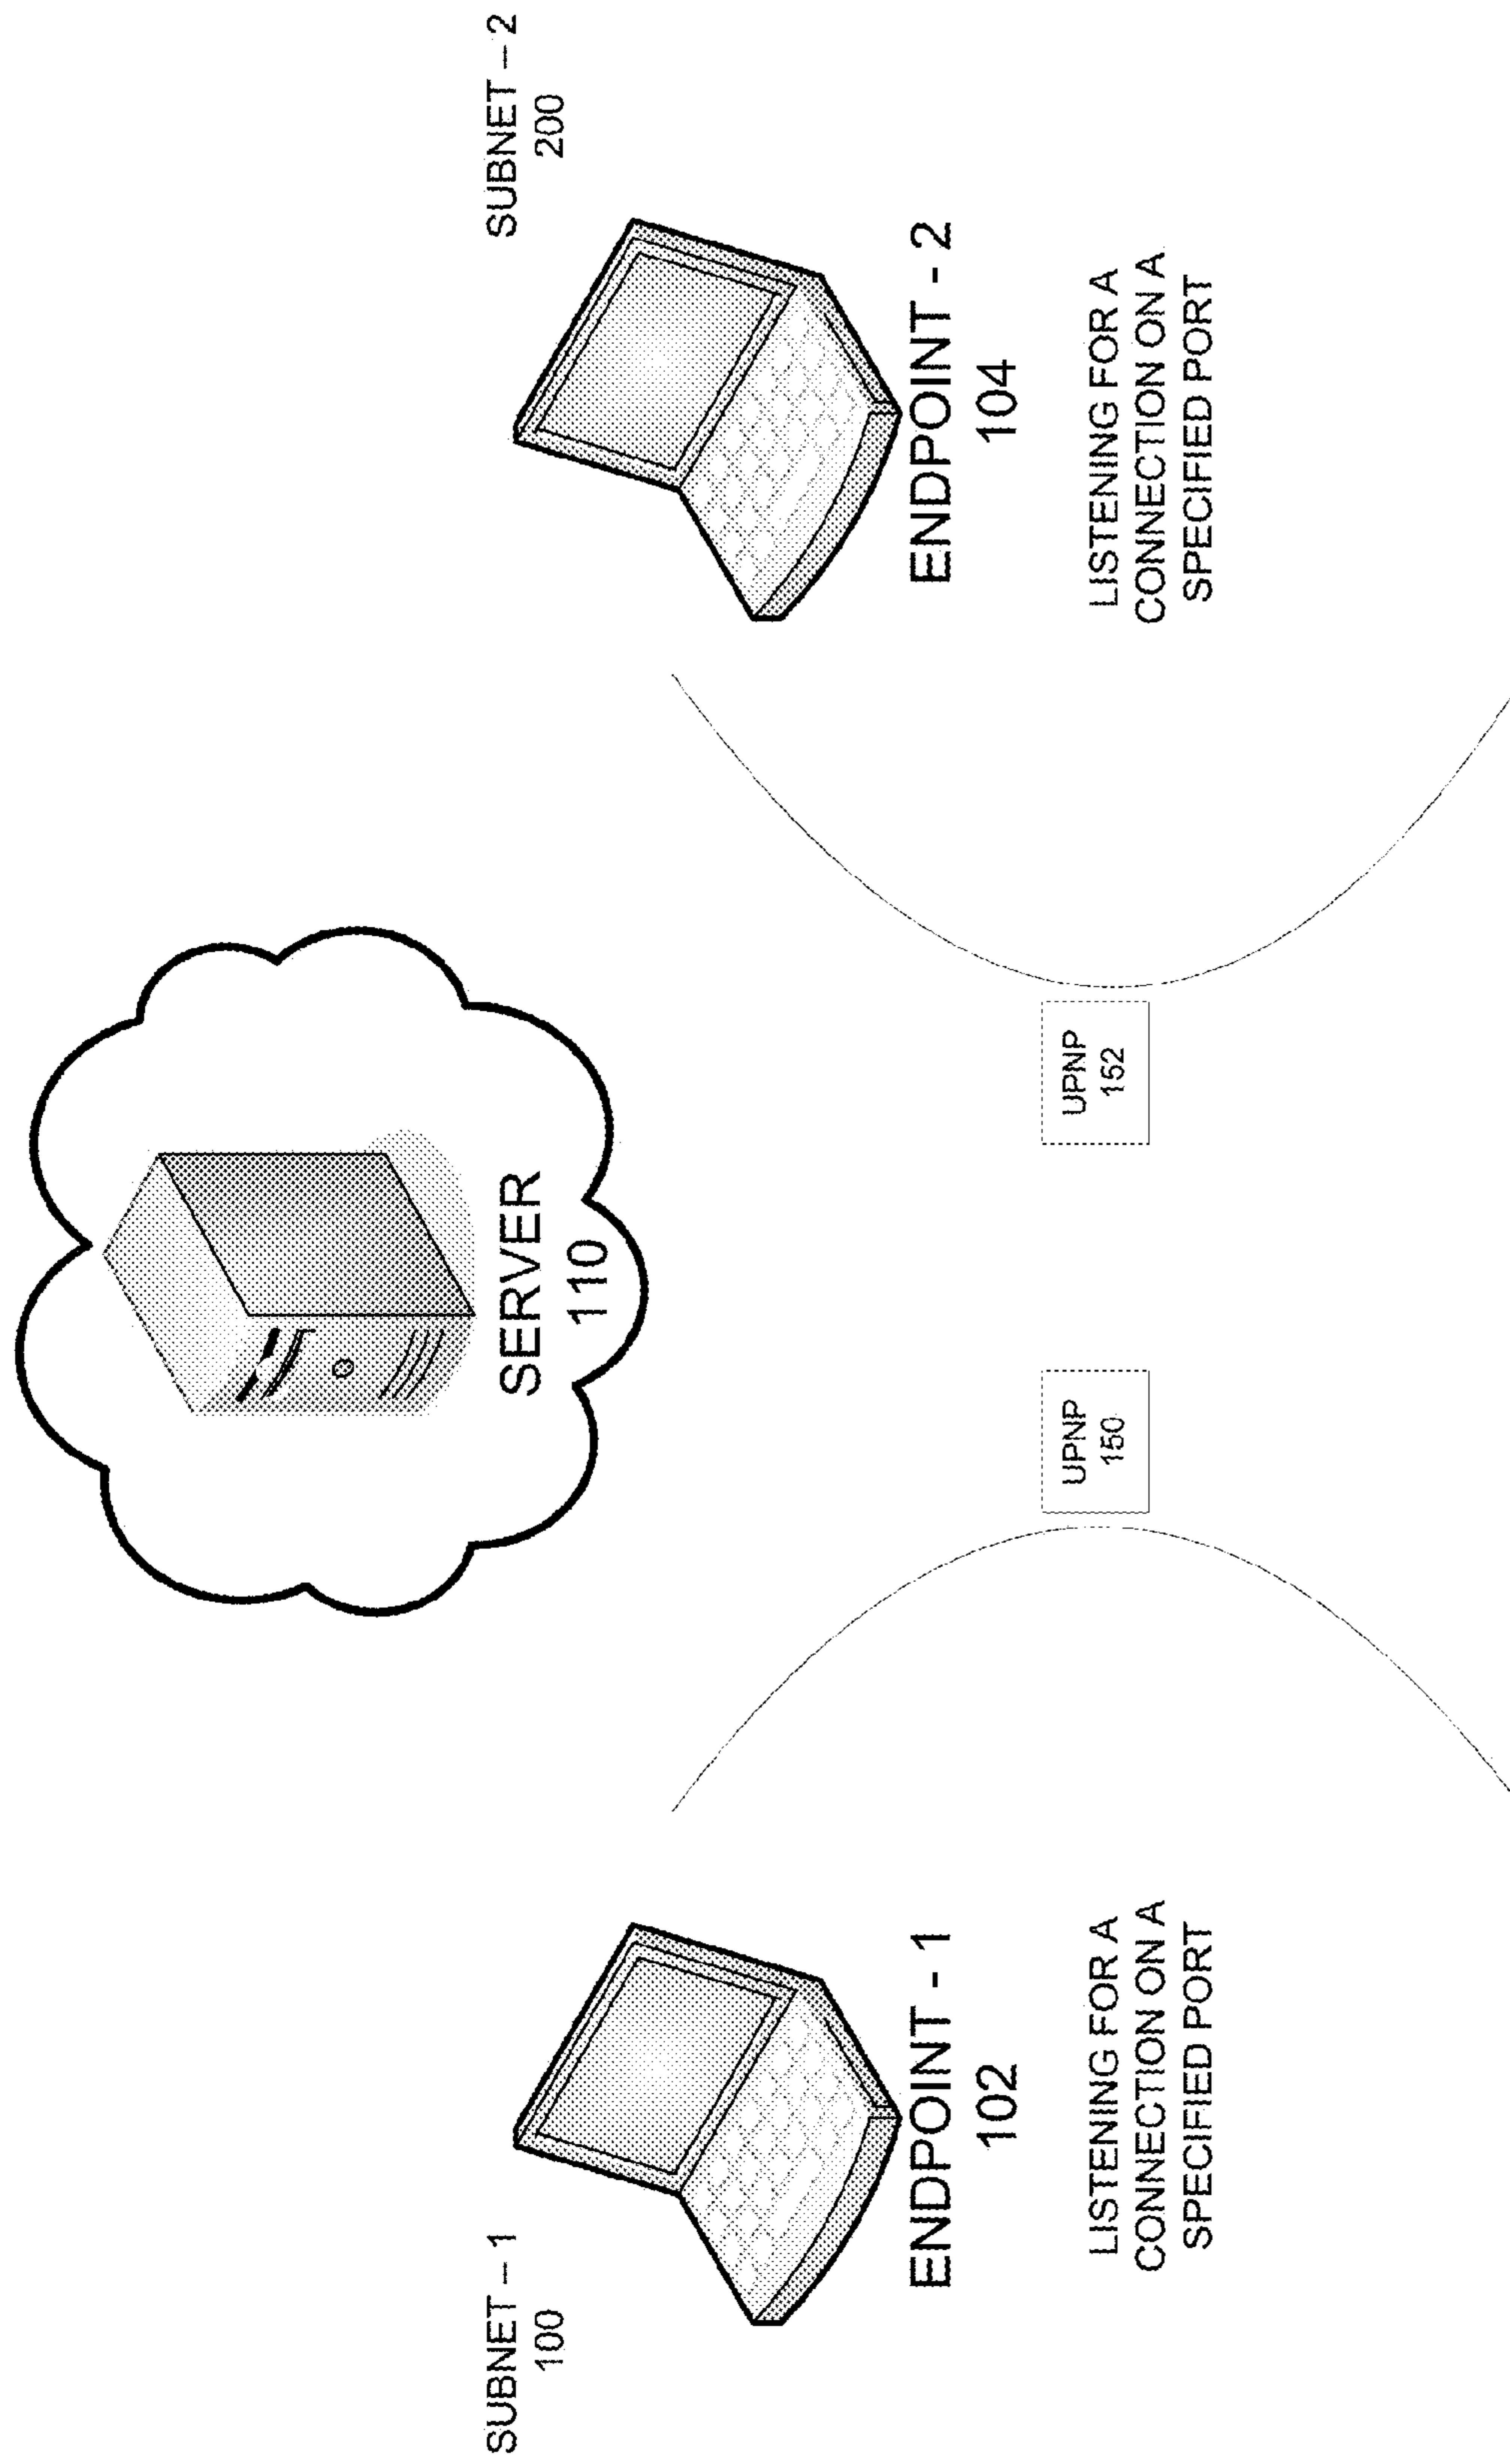 SERVER
110
SUBNET – 1
100
SUBNET – 2
200
ENDPOINT - 1
102
ENDPOINT - 2
104
UPNP
150
UPNP
152
LISTENING FOR A
CONNECTION ON A
SPECIFIED PORT
LISTENING FOR A
CONNECTION ON A
SPECIFIED PORT